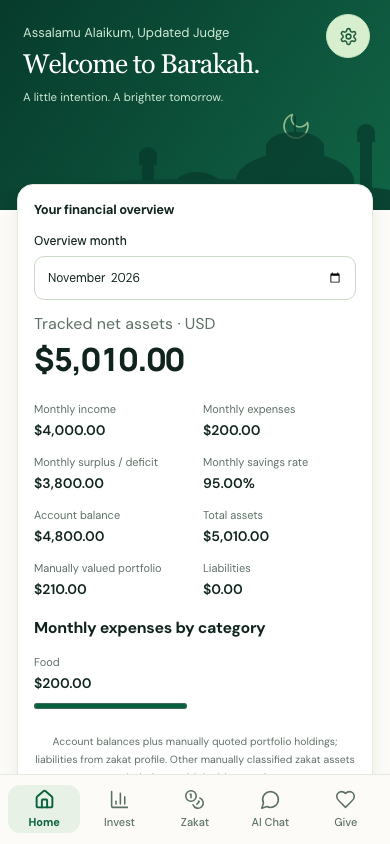 Assalamu Alaikum, Updated Judge
Welcome to Barakah.
A little intention. A brighter tomorrow.
Your financial overview
Overview month
November 2026
Tracked net assets · USD
$5,010.00
Monthly income
Monthly expenses
$4,000.00
$200.00
Monthly surplus / deficit
Monthly savings rate
$3,800.00
95.00%
Account balance
Total assets
$4,800.00
$5,010.00
Manually valued portfolio
Liabilities
$210.00
$0.00
Monthly expenses by category
Food
$200.00
Account balances plus manually quoted portfolio holdings;
liabilities from zakat profile. Other manually classified zakat assets
Home
Invest
Zakat
AI Chat
Give